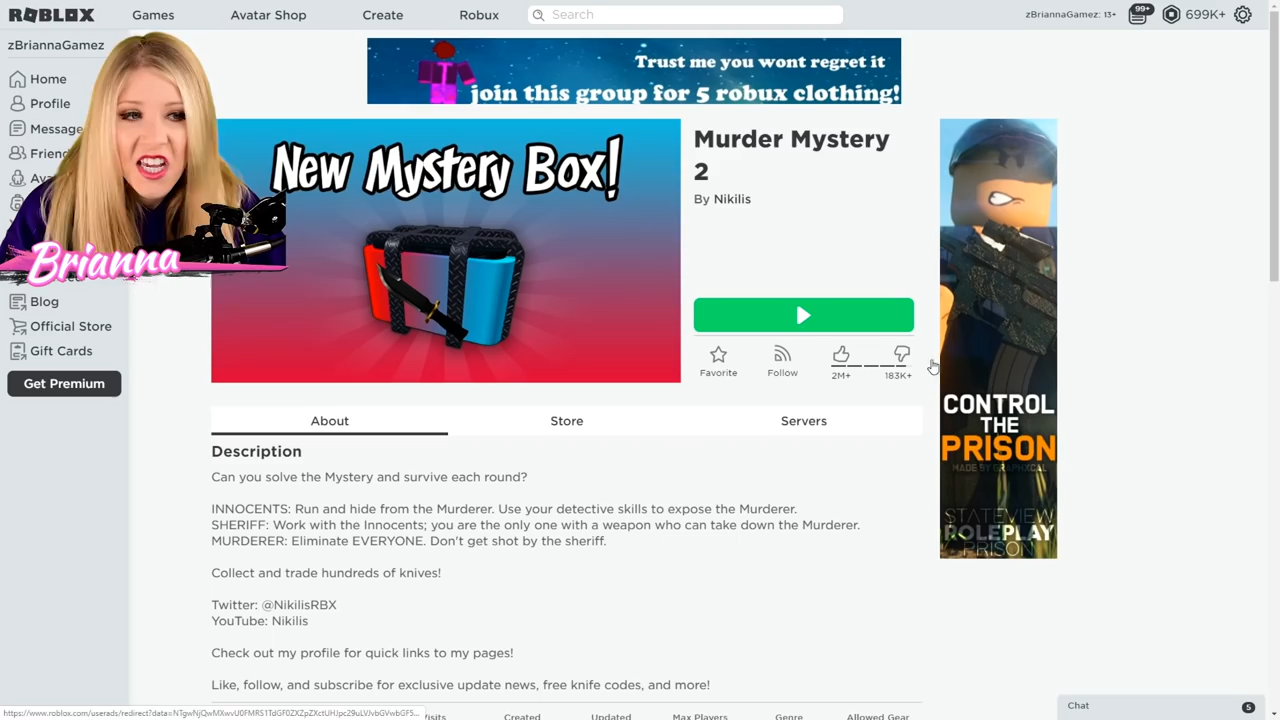 ROBLOX
Games
Avatar Shop
Create
Robux
Search
zBriannaGamez: 13+
99+
699K+
zBriannaGamez
Home
Profile
Message
Friend
Blog
Official Store
Gift Cards
Get Premium
Brianna
Trust me you wont regret it
join this group for 5 robux clothing!
New Mystery Box!
Murder Mystery
2
By Nikilis
Favorite
Follow
2M+
183K+
About
Store
Servers
Description
Can you solve the Mystery and survive each round?
INNOCENTS: Run and hide from the Murderer. Use your detective skills to expose the Murderer.
SHERIFF: Work with the Innocents; you are the only one with a weapon who can take down the Murderer.
MURDERER: Eliminate EVERYONE. Don't get shot by the sheriff.
Collect and trade hundreds of knives!
Twitter: @NikilisRBX
YouTube: Nikilis
Check out my profile for quick links to my pages!
Like, follow, and subscribe for exclusive update news, free knife codes, and more!
Visits
Created
Updated
Max Players
Genre
Allowed Gear
CONTROL
THE
PRISON
MADE BY GRAPHXCAL
STATEVIEW
ROLEPLAY
PRISON
Chat
5